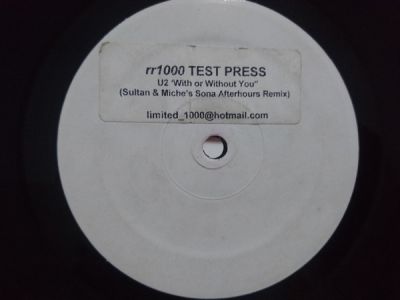 rr1000 TEST PRESS
U2 'With or Without You"
(Sultan & Miche's Sona Afterhours Remix)
limited_1000@hotmail.com